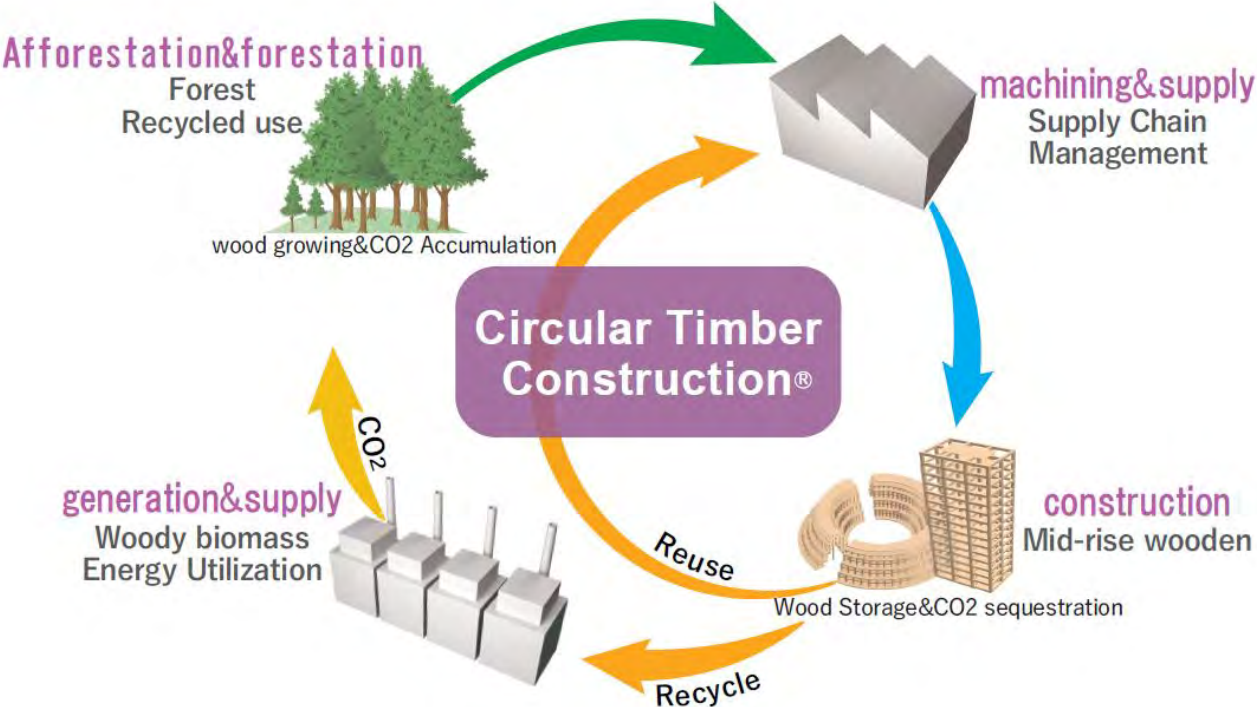 Afforestation&forestation
Forest
Recycled use
wood growing&CO2 Accumulation
machining&supply
Supply Chain
Management
Circular Timber
Construction®
CO2
generation&supply
Woody biomass
Energy Utilization
construction
Mid-rise wooden
Reuse
Wood Storage&CO2 sequestration
Recycle